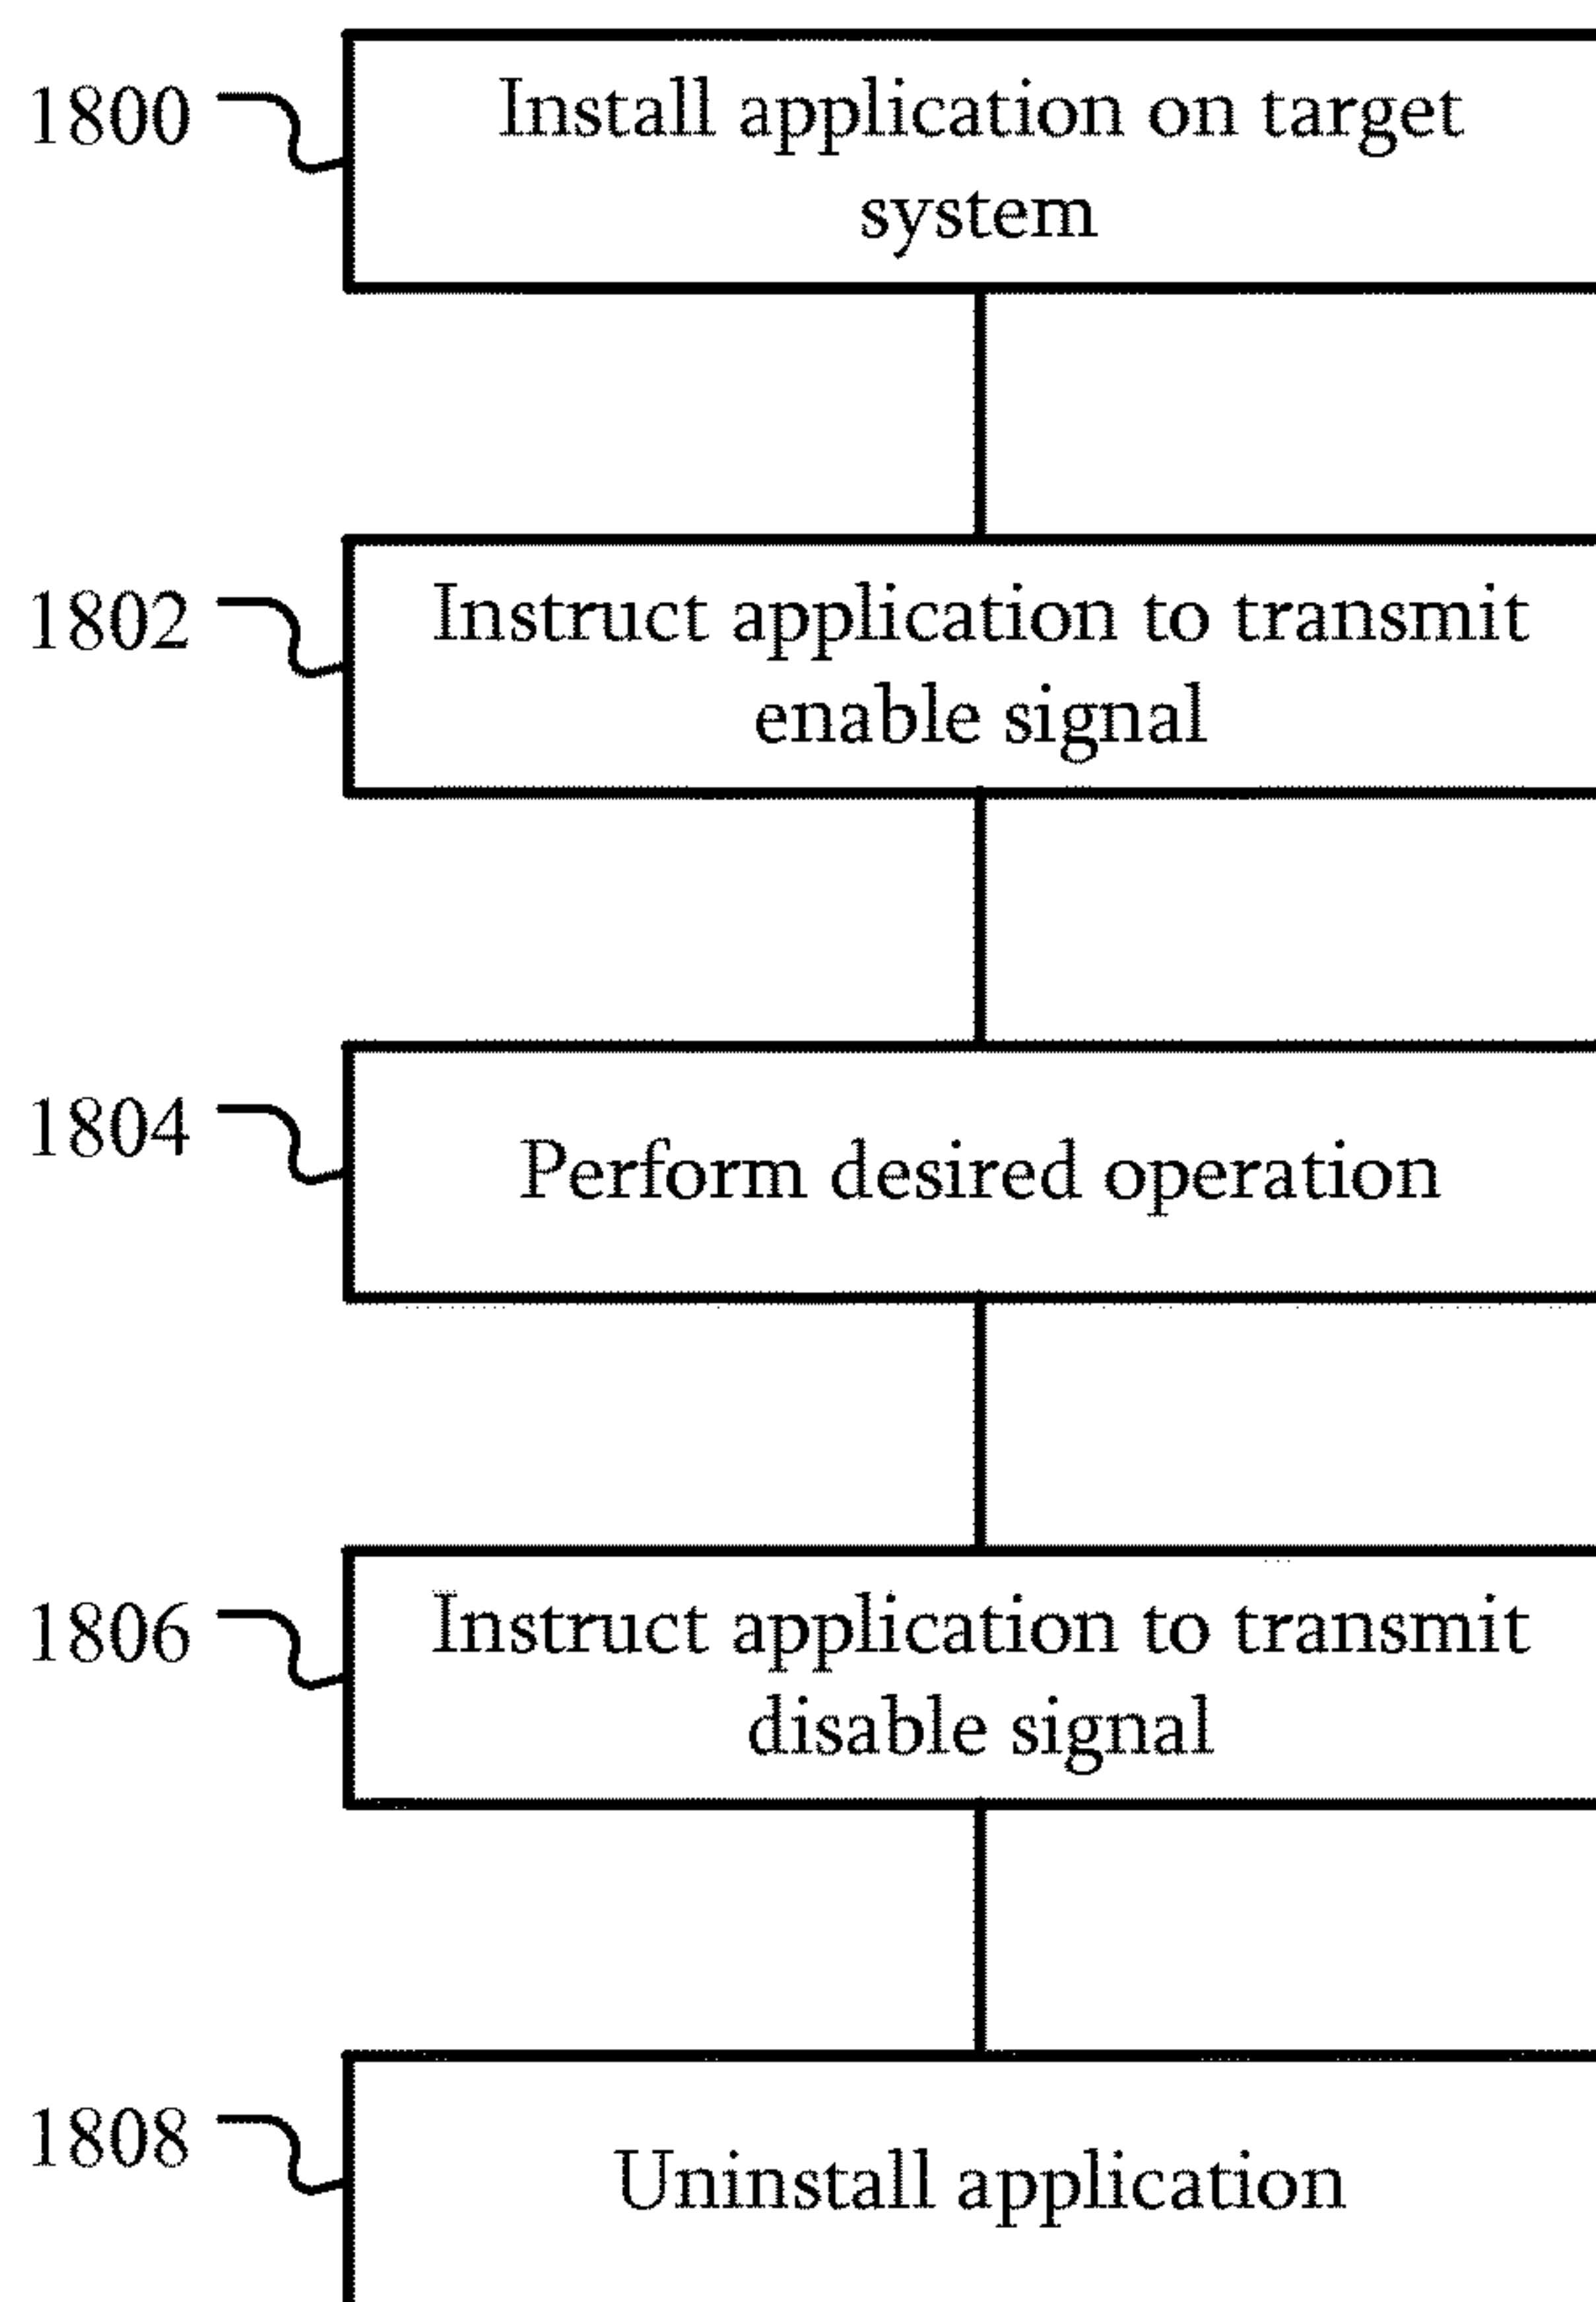 1800
Install application on target
system
1802
Instruct application to transmit
enable signal
1804
Perform desired operation
1806
Instruct application to transmit
disable signal
1808
Uninstall application